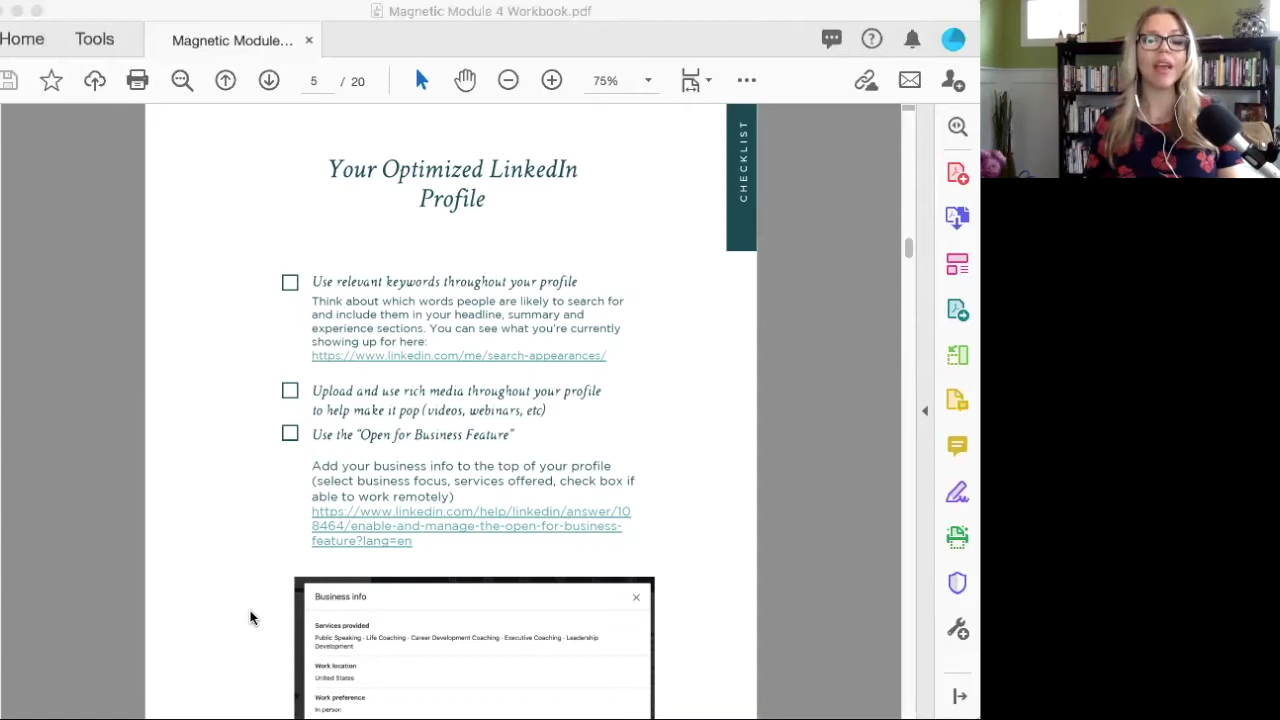 Magnetic Module 4 Workbook.pdf
Home
Tools
Magnetic Module...
5 / 20
75%
CHECKLIST
Your Optimized LinkedIn
Profile
Use relevant keywords throughout your profile
Think about which words people are likely to search for
and include them in your headline, summary and
experience sections. You can see what you're currently
showing up for here:
https://www.linkedin.com/me/search-appearances/
Upload and use rich media throughout your profile
to help make it pop (videos, webinars, etc)
Use the “Open for Business Feature”
Add your business info to the top of your profile
(select business focus, services offered, check box if
able to work remotely)
https://www.linkedin.com/help/linkedin/answer/10
8464/enable-and-manage-the-open-for-business-
feature?lang=en
Business info
Services provided
Public Speaking · Life Coaching · Career Development Coaching · Executive Coaching · Leadership
Development
Work location
United States
Work preference
In person